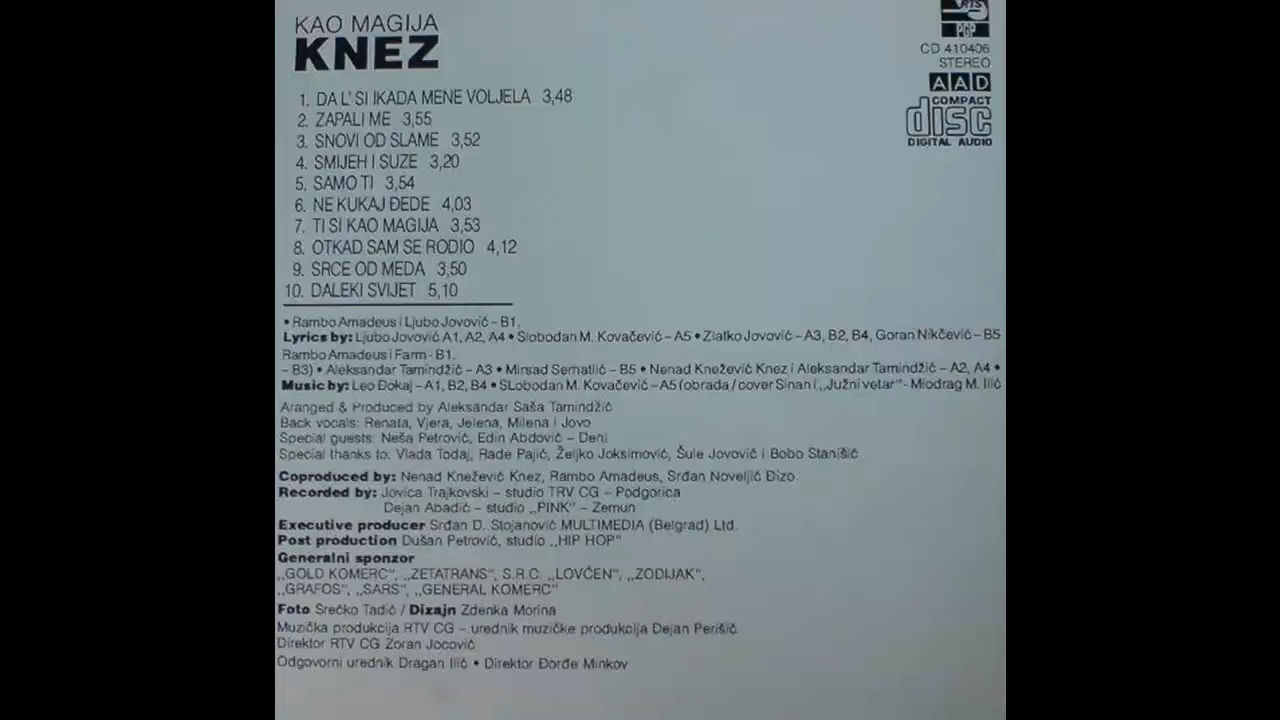 KAO MAGIJA
KNEZ
1. DA L' SI IKADA MENE VOLJELA 3,48
2. ZAPALI ME 3,55
3. SNOVI OD SLAME 3,52
4. SMIJEH I SUZE 3,20
5. SAMO TI 3,54
6. NE KUKAJ ĐEDE 4,03
7. TI SI KAO MAGIJA 3,53
8. OTKAD SAM SE RODIO 4,12
9. SRCE OD MEDA 3,50
10. DALEKI SVIJET 5,10
RTS
PGP
CD 410406
STEREO
AAD
COMPACT
disc
DIGITAL AUDIO
• Rambo Amadeus i Ljubo Jovović – B1,
Lyrics by: Ljubo Jovović A1, A2, A4 • Slobodan M. Kovačević – A5 • Zlatko Jovović – A3, B2, B4, Goran Nikčević – B5
Rambo Amadeus i Farm - B1.
– B3) • Aleksandar Tamindžić – A3 • Mirsad Serhatlić – B5 • Nenad Knežević Knez i Aleksandar Tamindžić – A2, A4 •
Music by: Leo Đokaj – A1, B2, B4 • SLobodan M. Kovačević – A5 (obrada / cover Sinan i ,,Južni vetar" - Miodrag M. Ilić
Aranged & Produced by Aleksandar Saša Tamindžić
Back vocals: Renata, Vjera, Jelena, Milena i Jovo
Special guests: Neša Petrović, Edin Abdović – Deni
Special thanks to: Vlada Todaj, Rade Pajić, Željko Joksimović, Šule Jovović i Bobo Stanišić
Coproduced by: Nenad Knežević Knez, Rambo Amadeus, Srđan Noveljić Đizo
Recorded by: Jovica Trajkovski – studio TRV CG – Podgorica
Dejan Abadić – studio ,,PINK" – Zemun
Executive producer Srđan D. Stojanović MULTIMEDIA (Belgrad) Ltd.
Post production Dušan Petrović, studio ,,HIP HOP"
Generalni sponzor
,,GOLD KOMERC", ,,ZETATRANS", S.R.C. ,,LOVĆEN", ,,ZODIJAK",
,,GRAFOS", ,,SARS", ,,GENERAL KOMERC"
Foto Srećko Tadić / Dizajn Zdenka Morina
Muzička produkcija RTV CG – urednik muzičke produkcija Dejan Perišić
Direktor RTV CG Zoran Jocović
Odgovorni urednik Dragan Ilić • Direktor Đorđe Minkov